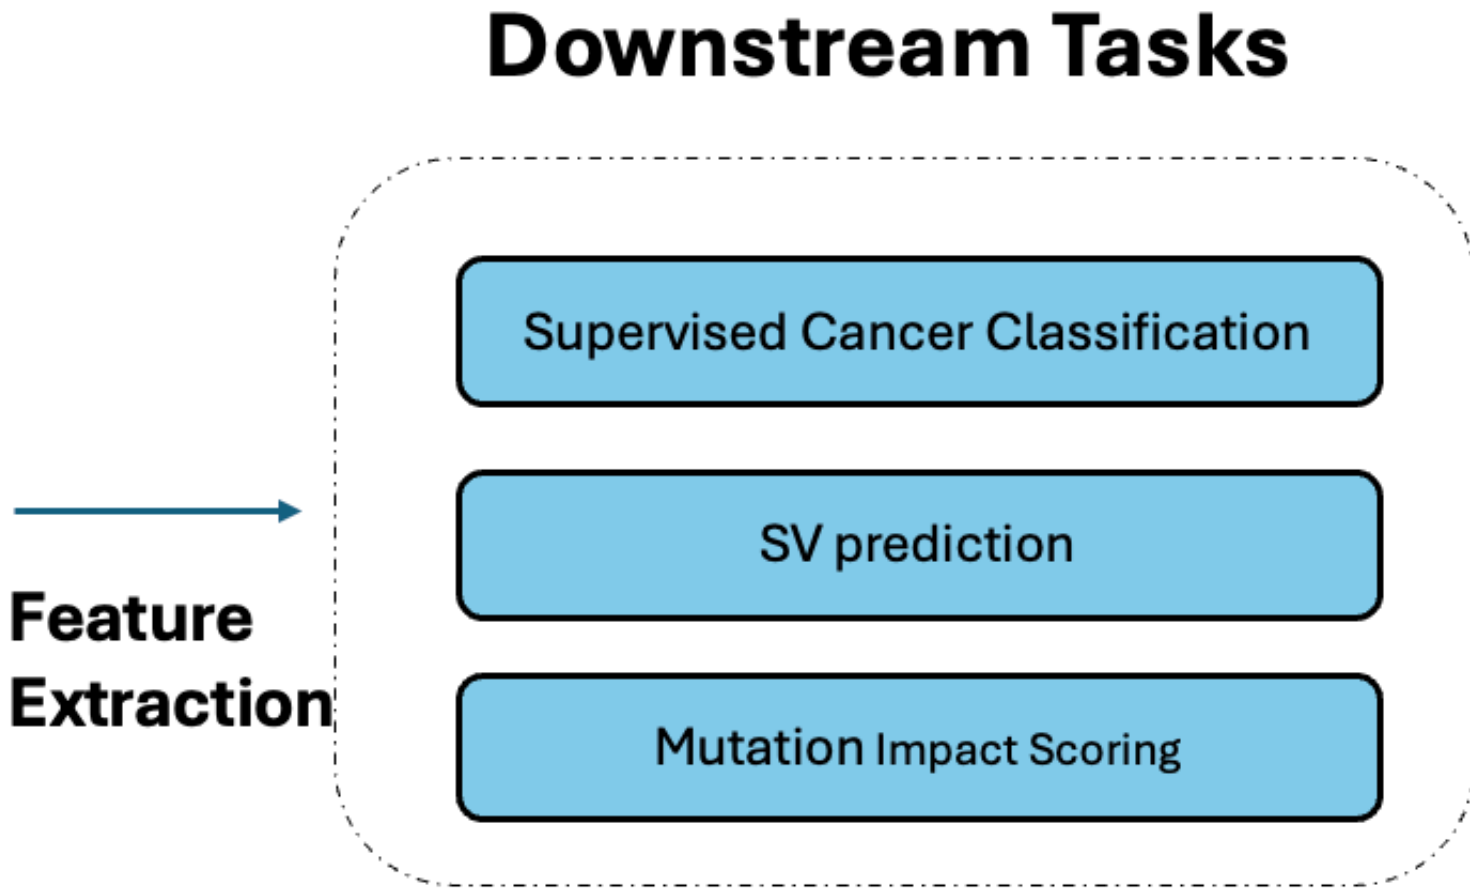 Downstream Tasks
Supervised Cancer Classification
SV prediction
Feature
Extraction
Mutation Impact Scoring